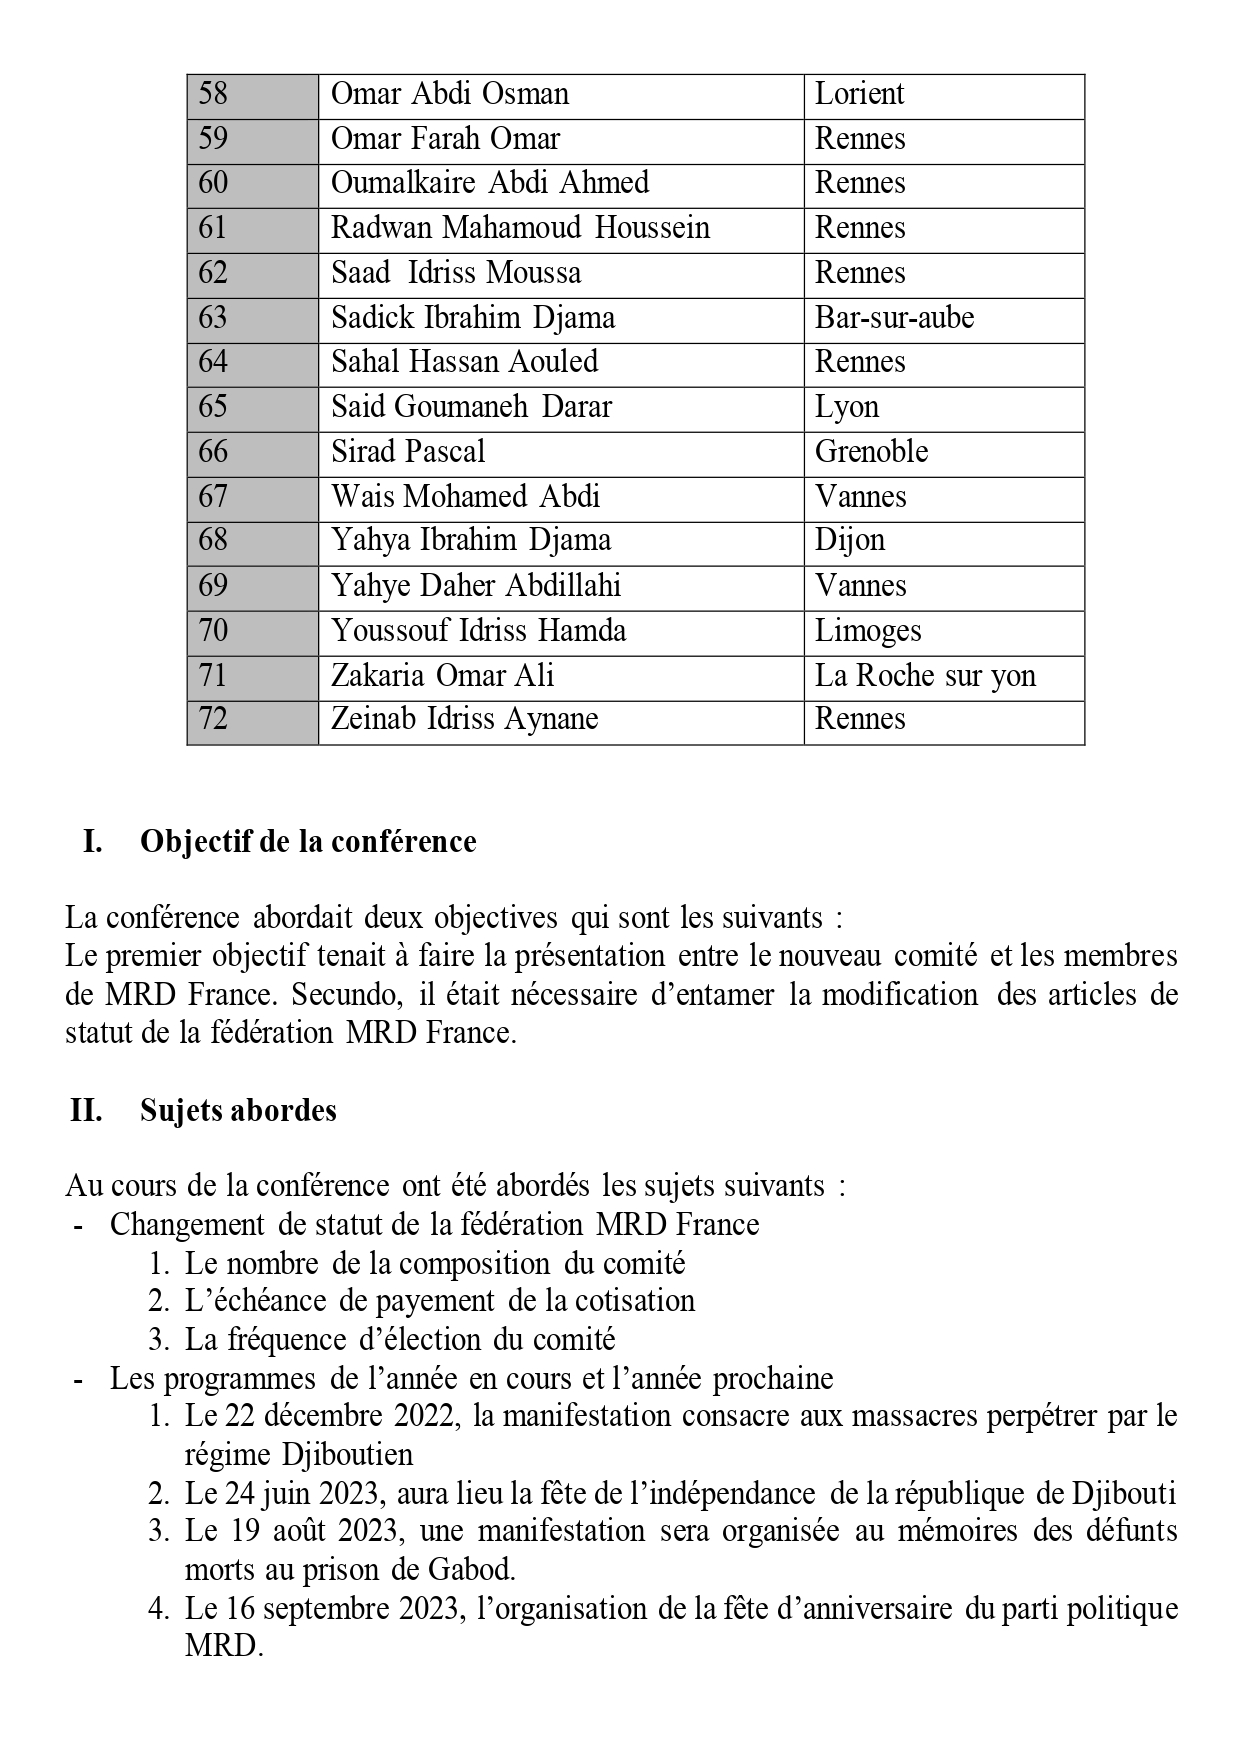 58 Omar Abdi Osman Lorient
59 Omar Farah Omar Rennes
60 Oumalkaire Abdi Ahmed Rennes
61 Radwan Mahamoud Houssein Rennes
62 Saad Idriss Moussa Rennes
63 Sadick Ibrahim Djama Bar-sur-aube
64 Sahal Hassan Aouled Rennes
65 Said Goumaneh Darar Lyon
66 Sirad Pascal Grenoble
67 Wais Mohamed Abdi Vannes
68 Yahya Ibrahim Djama Dijon
69 Yahye Daher Abdillahi Vannes
70 Youssouf Idriss Hamda Limoges
71 Zakaria Omar Ali La Roche sur yon
72 Zeinab Idriss Aynane Rennes
I. Objectif de la conférence
La conférence abordait deux objectives qui sont les suivants :
Le premier objectif tenait à faire la présentation entre le nouveau comité et les membres
de MRD France. Secundo, il était nécessaire d’entamer la modification des articles de
statut de la fédération MRD France.
II. Sujets abordes
Au cours de la conférence ont été abordés les sujets suivants :
- Changement de statut de la fédération MRD France
1. Le nombre de la composition du comité
2. L’échéance de payement de la cotisation
3. La fréquence d’élection du comité
- Les programmes de l’année en cours et l’année prochaine
1. Le 22 décembre 2022, la manifestation consacre aux massacres perpétrer par le
régime Djiboutien
2. Le 24 juin 2023, aura lieu la fête de l’indépendance de la république de Djibouti
3. Le 19 août 2023, une manifestation sera organisée au mémoires des défunts
morts au prison de Gabod.
4. Le 16 septembre 2023, l’organisation de la fête d’anniversaire du parti politique
MRD.